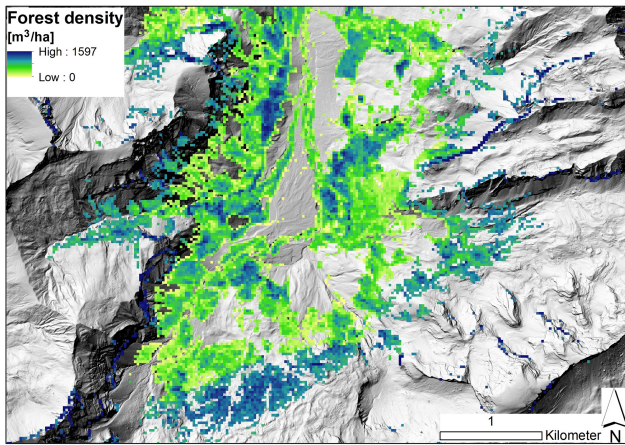 Forest density
[m³/ha]
High : 1597
Low : 0
1
Kilometer
N